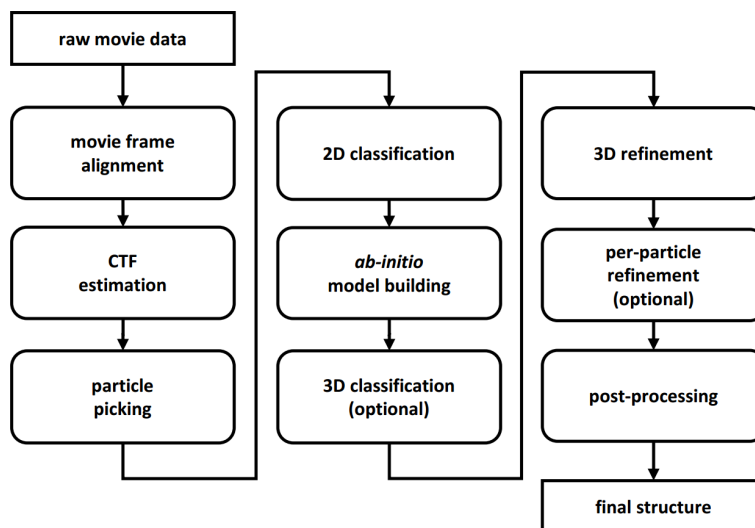 raw movie data
movie frame
alignment
CTF
estimation
particle
picking
2D classification
ab-initio
model building
3D classification
(optional)
3D refinement
per-particle
refinement
(optional)
post-processing
final structure